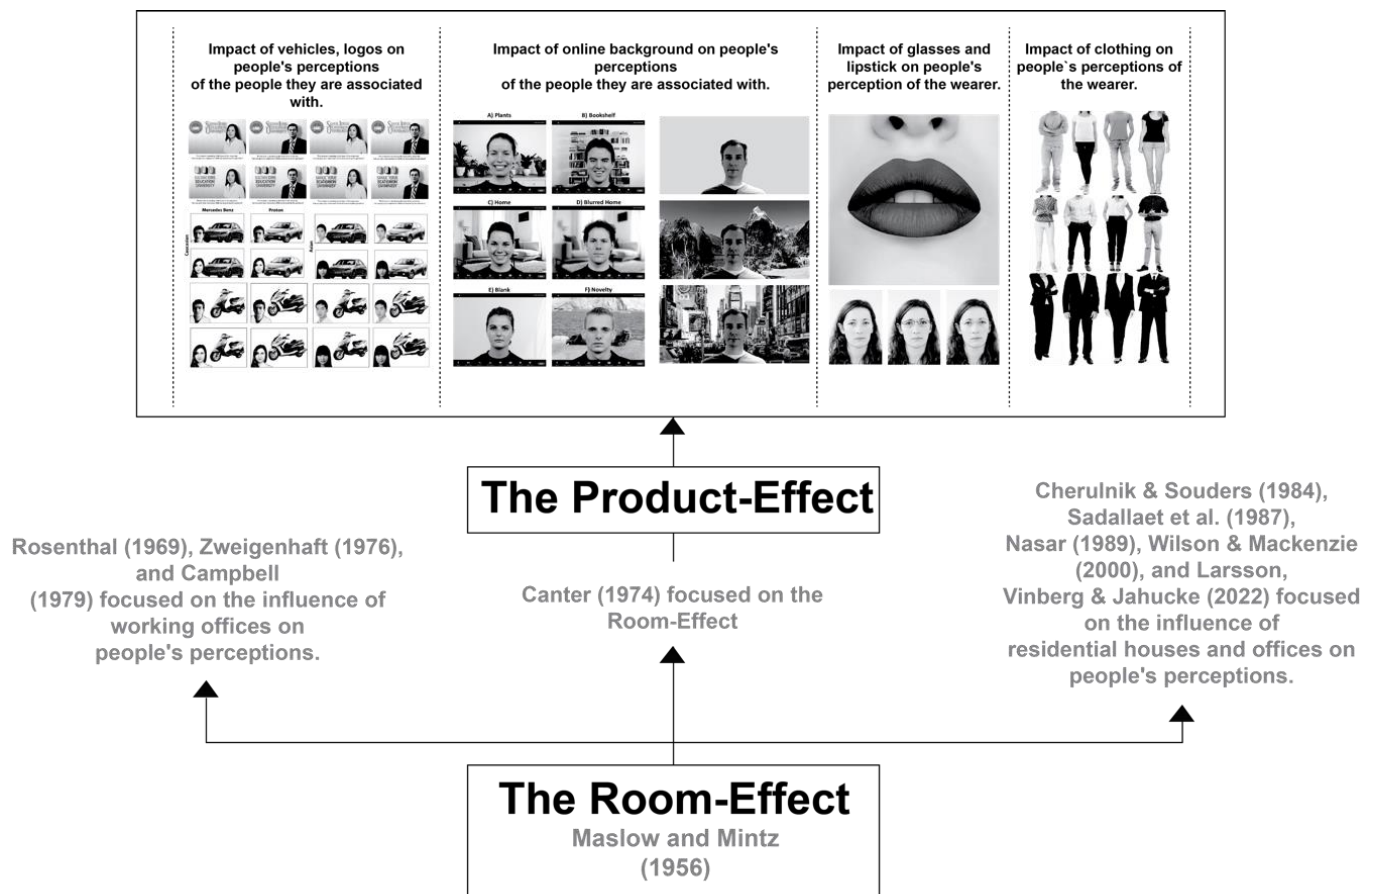 Impact of vehicles, logos on
people's perceptions
of the people they are associated
with.
Impact of online background on people's
perceptions
of the people they are associated with.
Impact of glasses and
lipstick on people's
perception of the wearer.
Impact of clothing on
people`s perceptions of
the wearer.
Mercedes Benz
Proton
A) Plants
B) Bookshelf
C) Home
D) Blurred Home
E) Blank
F) Novelty
The Product-Effect
Rosenthal (1969), Zweigenhaft (1976),
and Campbell
(1979) focused on the influence of
working offices on
people's perceptions.
Canter (1974) focused on the
Room-Effect
Cherulnik & Souders (1984),
Sadallaet et al. (1987),
Nasar (1989), Wilson & Mackenzie
(2000), and Larsson,
Vinberg & Jahucke (2022) focused
on the influence of
residential houses and offices on
people's perceptions.
The Room-Effect
Maslow and Mintz
(1956)